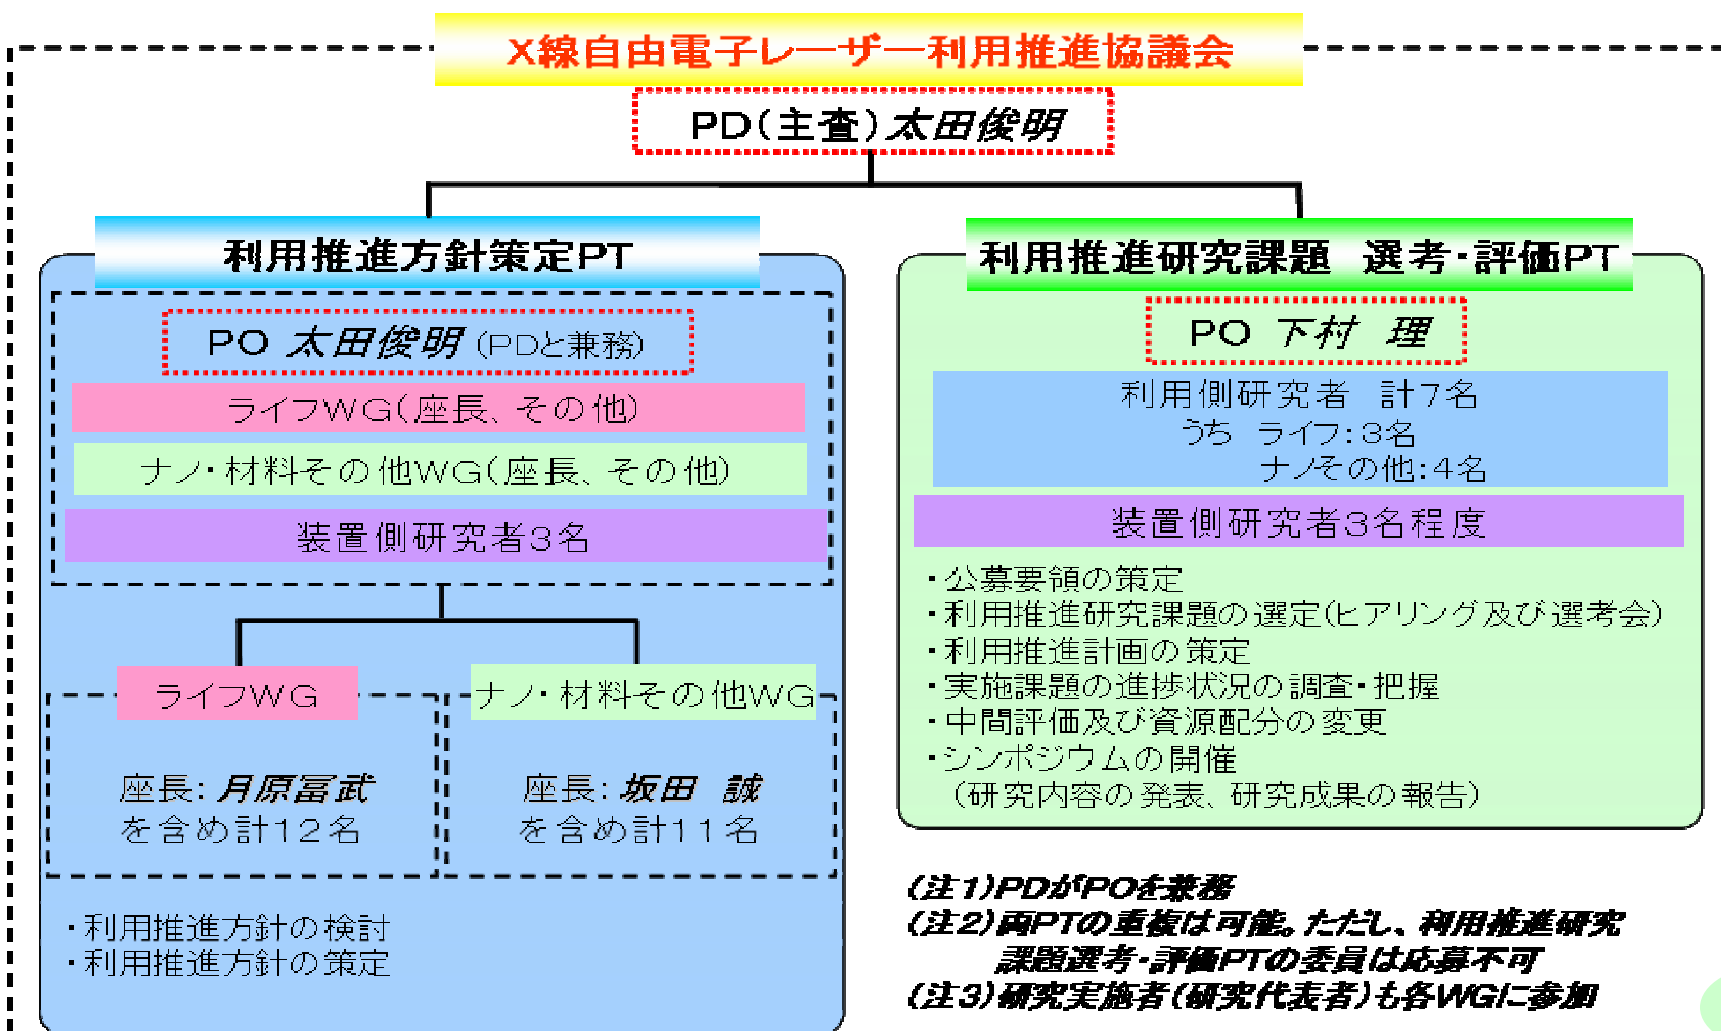 X線自由電子レーザー利用推進協議会
PD(主査)太田俊明
利用推進方針策定PT
PO 太田俊明(PDと兼務)
ライフWG(座長、その他)
ナノ・材料その他WG(座長、その他)
装置側研究者3名
ライフWG
座長:月原冨武
を含め計12名
ナノ・材料その他WG
座長:坂田 誠
を含め計11名
・利用推進方針の検討
・利用推進方針の策定
利用推進研究課題 選考・評価PT
PO 下村 理
利用側研究者 計7名
うち ライフ:3名
ナノその他:4名
装置側研究者3名程度
・公募要領の策定
・利用推進研究課題の選定(ヒアリング及び選考会)
・利用推進計画の策定
・実施課題の進捗状況の調査・把握
・中間評価及び資源配分の変更
・シンポジウムの開催
(研究内容の発表、研究成果の報告)
(注1)PDがPOを兼務
(注2)両PTの重複は可能。ただし、利用推進研究
課題選考・評価PTの委員は応募不可
(注3)研究実施者(研究代表者)も各WGに参加